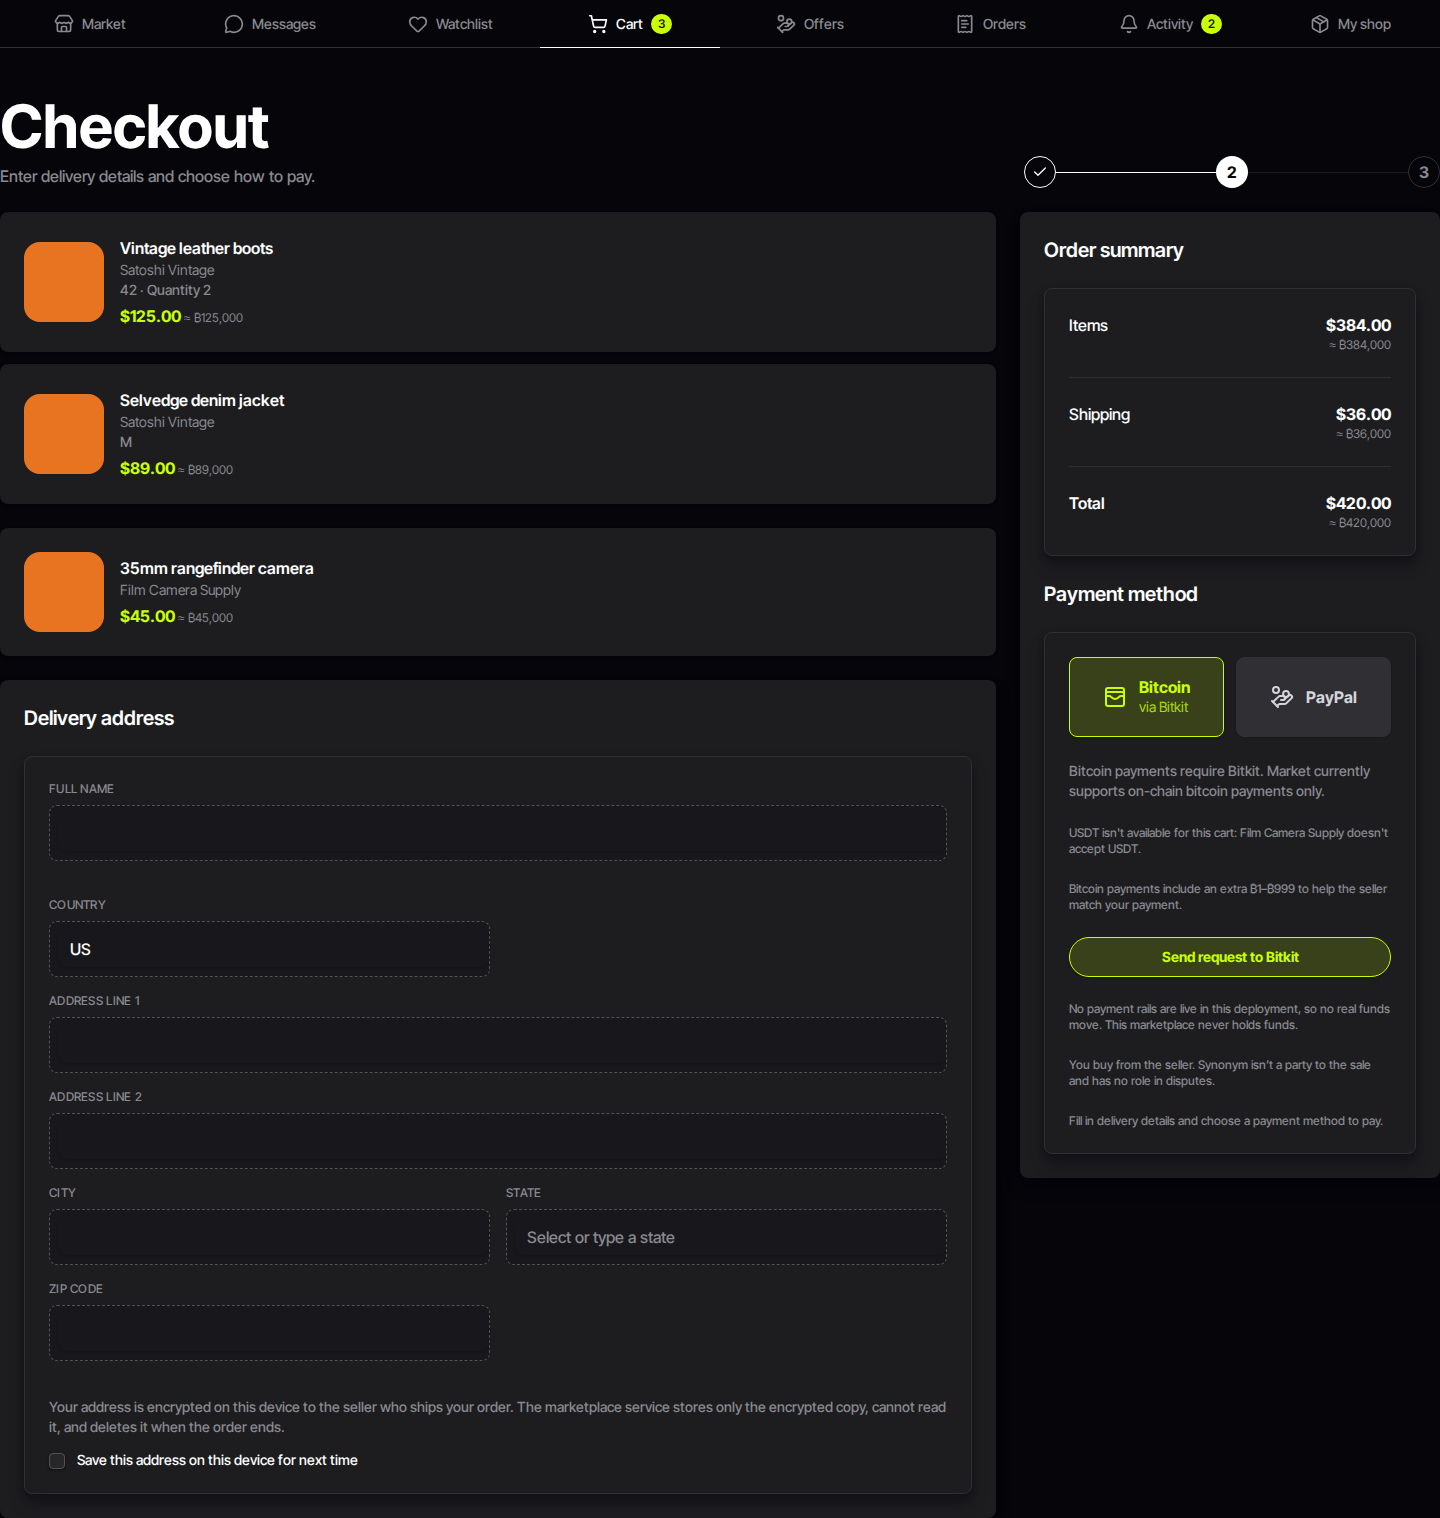 Market
Messages
Watchlist
Cart 3
Offers
Orders
Activity 2
My shop
Checkout
Enter delivery details and choose how to pay.
2
3
Vintage leather boots
Satoshi Vintage
42 · Quantity 2
$125.00 ≈ ₿125,000
Selvedge denim jacket
Satoshi Vintage
M
$89.00 ≈ ₿89,000
35mm rangefinder camera
Film Camera Supply
$45.00 ≈ ₿45,000
Delivery address
FULL NAME
COUNTRY
US
ADDRESS LINE 1
ADDRESS LINE 2
CITY
STATE
Select or type a state
ZIP CODE
Your address is encrypted on this device to the seller who ships your order. The marketplace service stores only the encrypted copy, cannot read
it, and deletes it when the order ends.
Save this address on this device for next time
Order summary
Items
$384.00
≈ ₿384,000
Shipping
$36.00
≈ ₿36,000
Total
$420.00
≈ ₿420,000
Payment method
Bitcoin
via Bitkit
PayPal
Bitcoin payments require Bitkit. Market currently
supports on-chain bitcoin payments only.
USDT isn't available for this cart: Film Camera Supply doesn't
accept USDT.
Bitcoin payments include an extra ₿1–₿999 to help the seller
match your payment.
Send request to Bitkit
No payment rails are live in this deployment, so no real funds
move. This marketplace never holds funds.
You buy from the seller. Synonym isn't a party to the sale
and has no role in disputes.
Fill in delivery details and choose a payment method to pay.